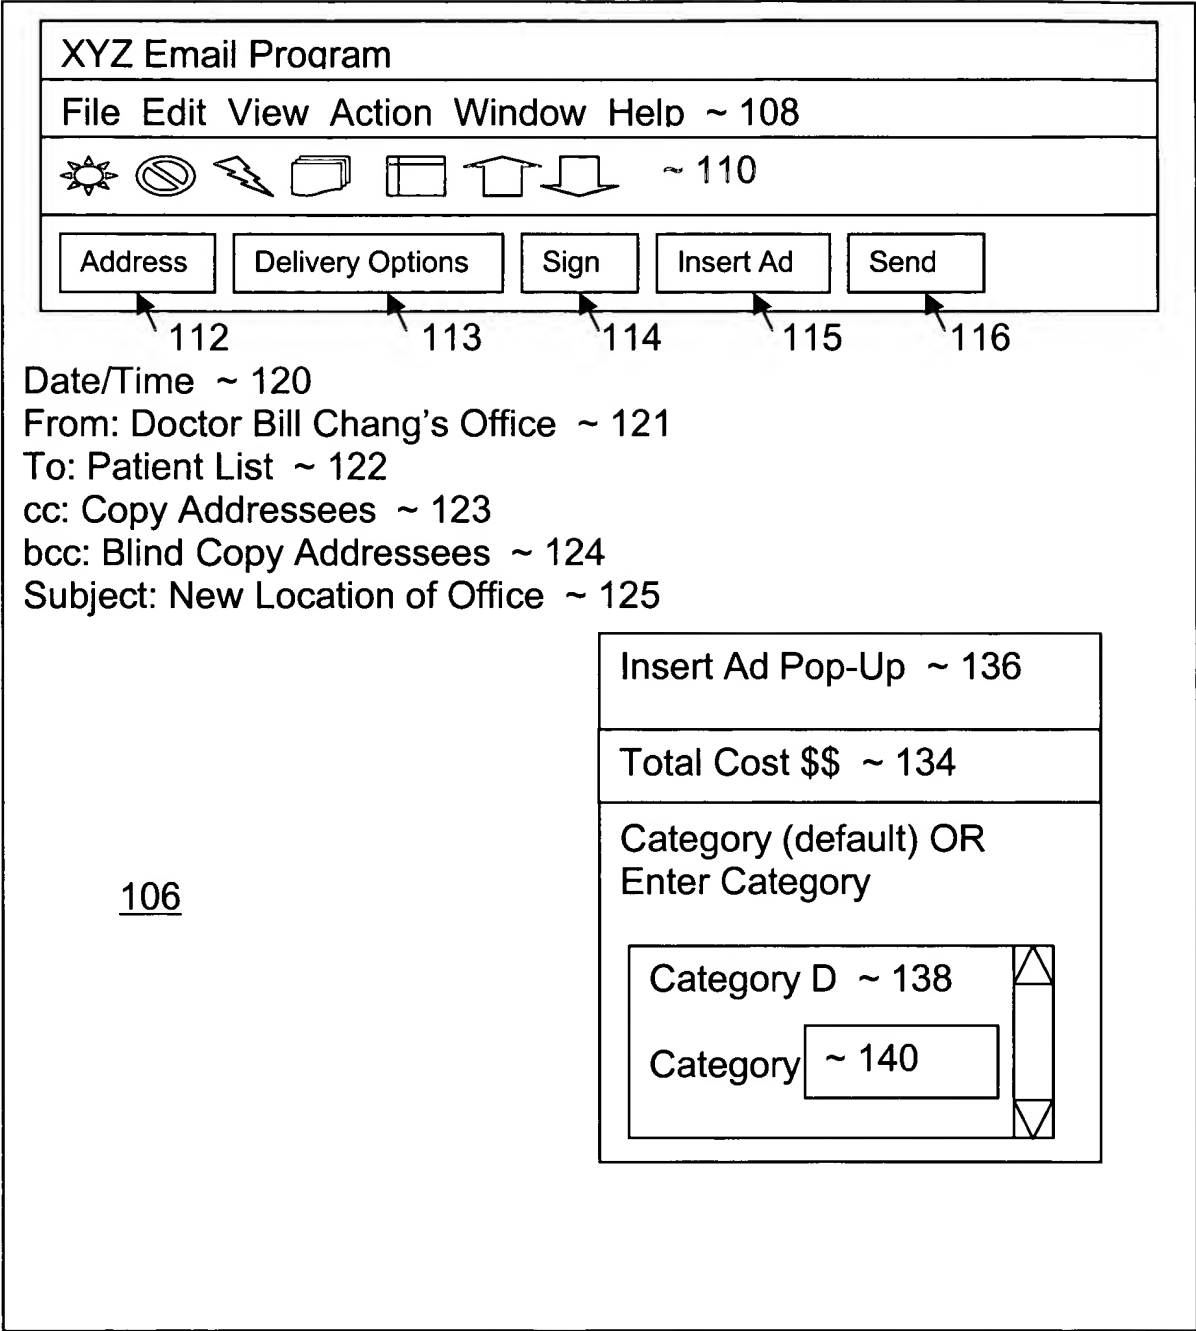 XYZ Email Program
File Edit View Action Window Help ~ 108
~ 110
Address Delivery Options Sign Insert Ad Send
112 113 114 115 116
Date/Time ~ 120
From: Doctor Bill Chang's Office ~ 121
To: Patient List ~ 122
cc: Copy Addressees ~ 123
bcc: Blind Copy Addressees ~ 124
Subject: New Location of Office ~ 125
Insert Ad Pop-Up ~ 136
Total Cost $$ ~ 134
Category (default) OR
Enter Category
106
Category D ~ 138
Category ~ 140